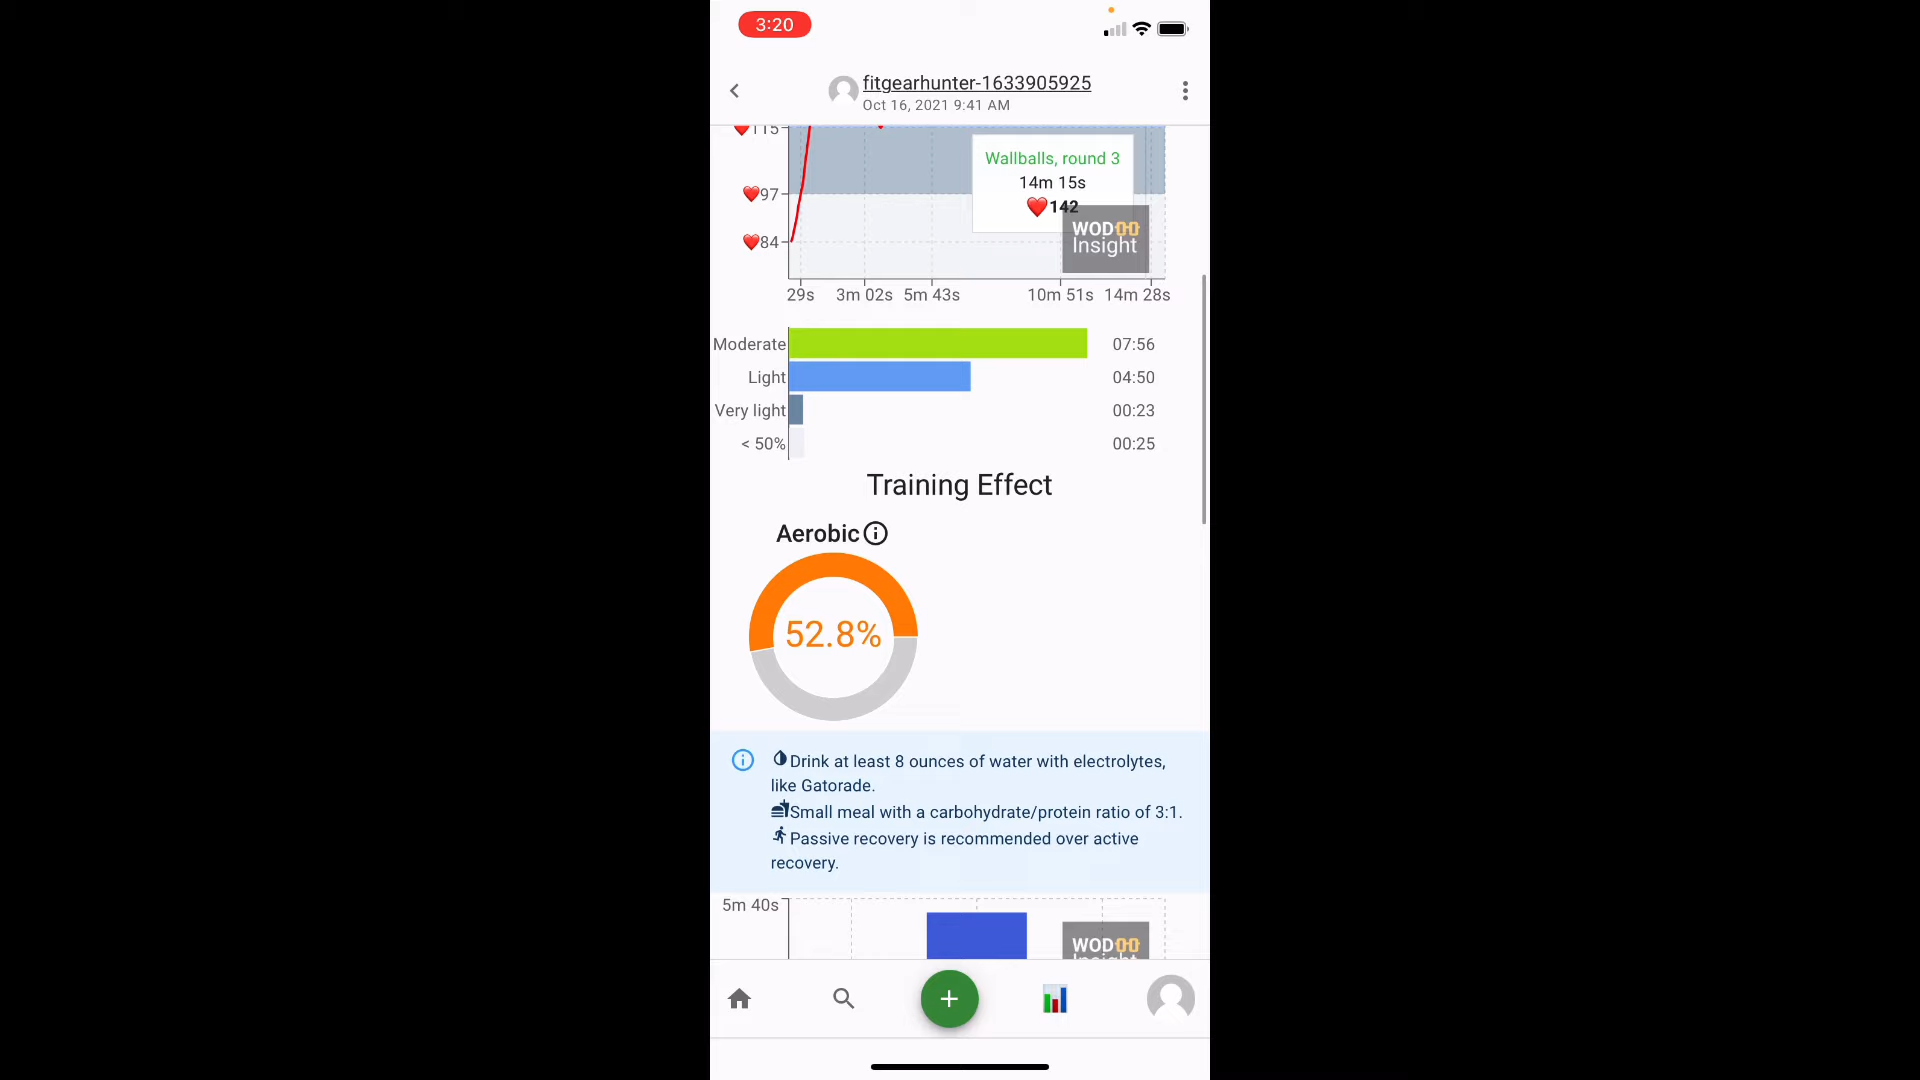 3:20
fitgearhunter-1633905925
Oct 16, 2021 9:41 AM
115
Wallballs, round 3
14m 15s
97
142
WOD
Insight
84
29s 3m 02s 5m 43s 10m 51s 14m 28s
Moderate 07:56
Light 04:50
Very light 00:23
< 50% 00:25
Training Effect
Aerobic
52.8%
Drink at least 8 ounces of water with electrolytes,
like Gatorade.
Small meal with a carbohydrate/protein ratio of 3:1.
Passive recovery is recommended over active
recovery.
5m 40s
WOD
Insight